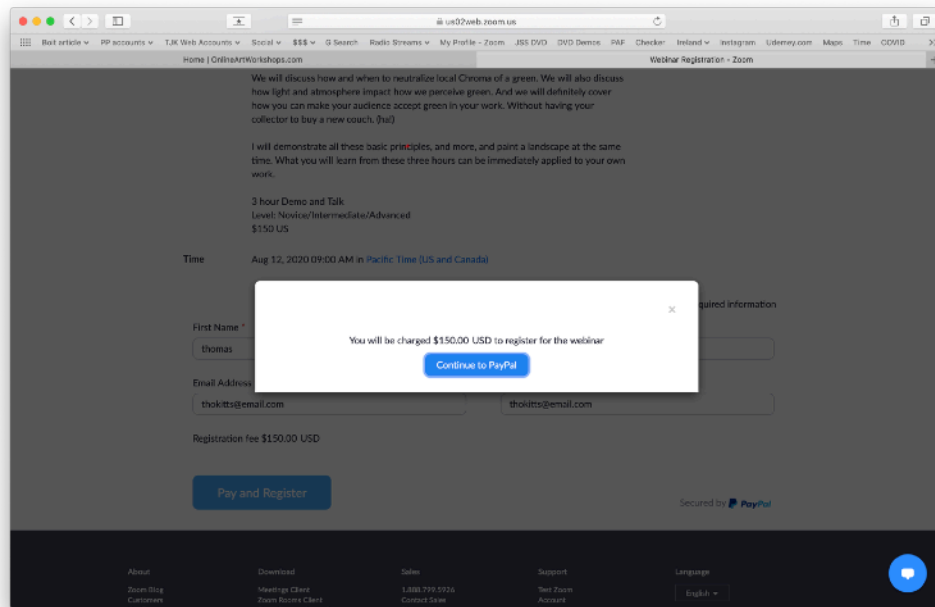 us02web.zoom.us
Boit article PP accounts TJK Web Accounts Social $$$ G Search Radio Streams My Profile - Zoom JSS DVD DVD Demos PAF Checker Ireland Instagram Udemey.com Maps Time COVID
Home | OnlineArtWorkshops.com Webinar Registration - Zoom
We will discuss how and when to neutralize local Chroma of a green. We will also discuss
how light and atmosphere impact how we perceive green. And we will definitely cover
how you can make your audience accept green in your work. Without having your
collector to buy a new couch. (ha!)
I will demonstrate all these basic principles, and more, and paint a landscape at the same
time. What you will learn from these three hours can be immediately applied to your own
work.
3 hour Demo and Talk
Level: Novice/Intermediate/Advanced
$150 US
Time Aug 12, 2020 09:00 AM in Pacific Time (US and Canada)
information
First Name *
You will be charged $150.00 USD to register for the webinar
thomas
Continue to PayPal
Email Address
thokitts@email.com thokitts@email.com
Registration fee $150.00 USD
Pay and Register
Secured by PayPal
About Download Sales Support Language
Zoom Blog Meetings Client 1.888.799.5926 Test Zoom English
Customers Zoom Rooms Client Contact Sales Account